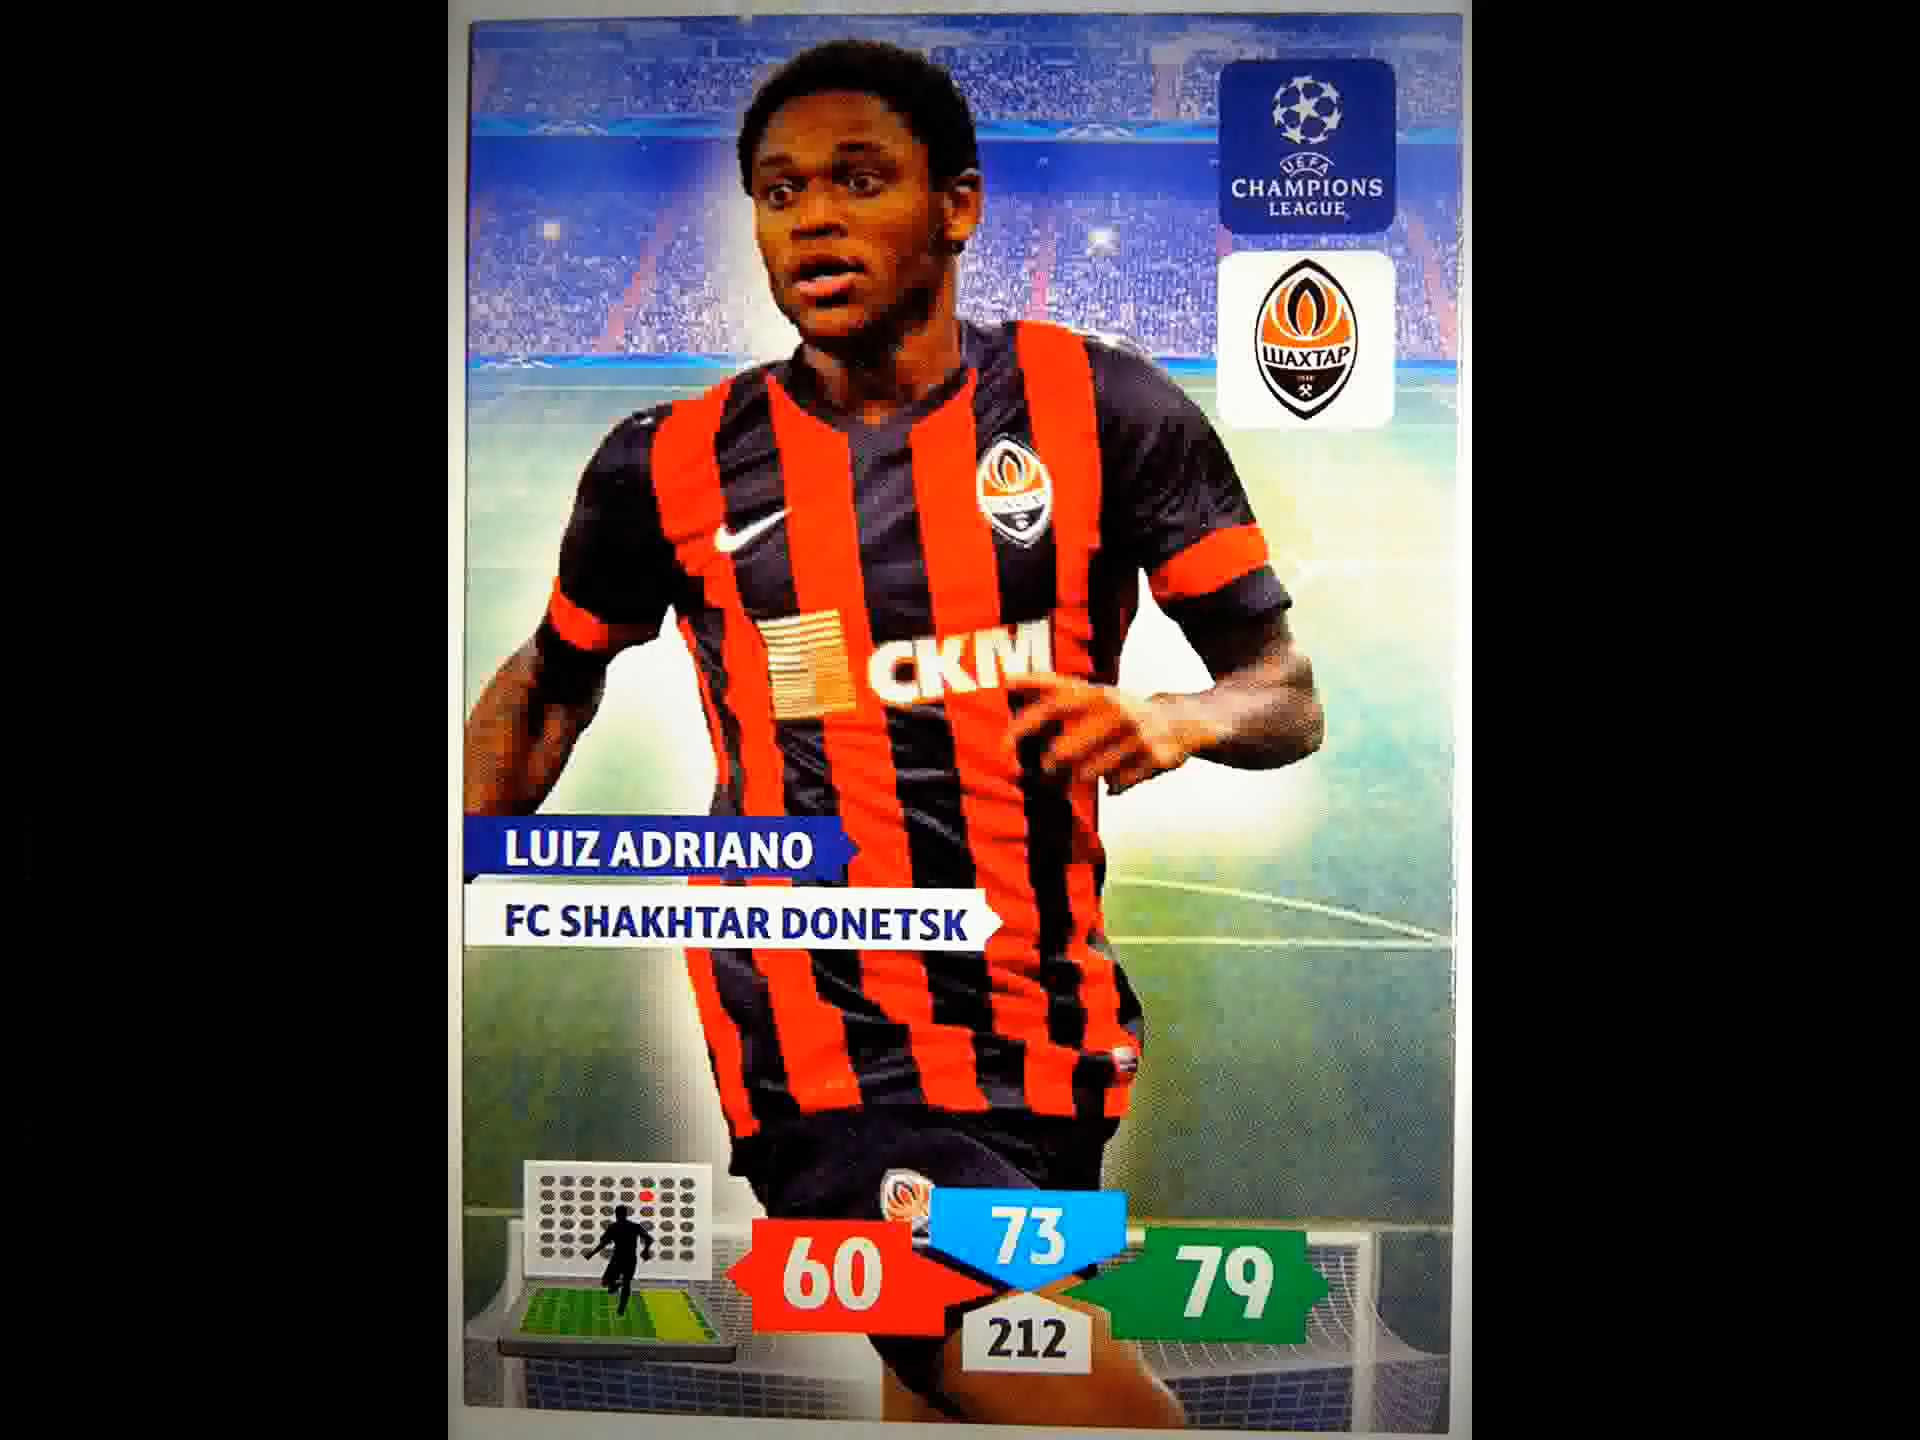 UEFA
CHAMPIONS
LEAGUE
ШАХТАР
СКМ
LUIZ ADRIANO
FC SHAKHTAR DONETSK
60
73
79
212